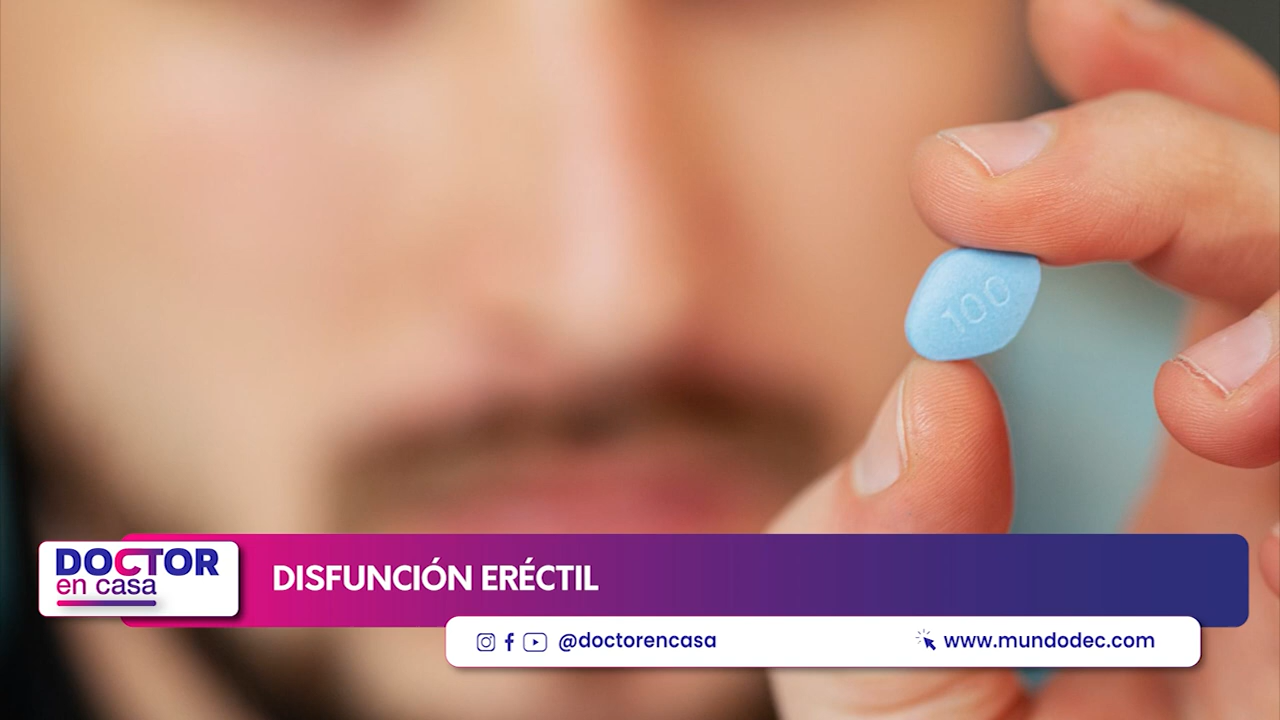 100
DOCTOR
en casa
DISFUNCIÓN ERÉCTIL
@doctorencasa
www.mundodec.com